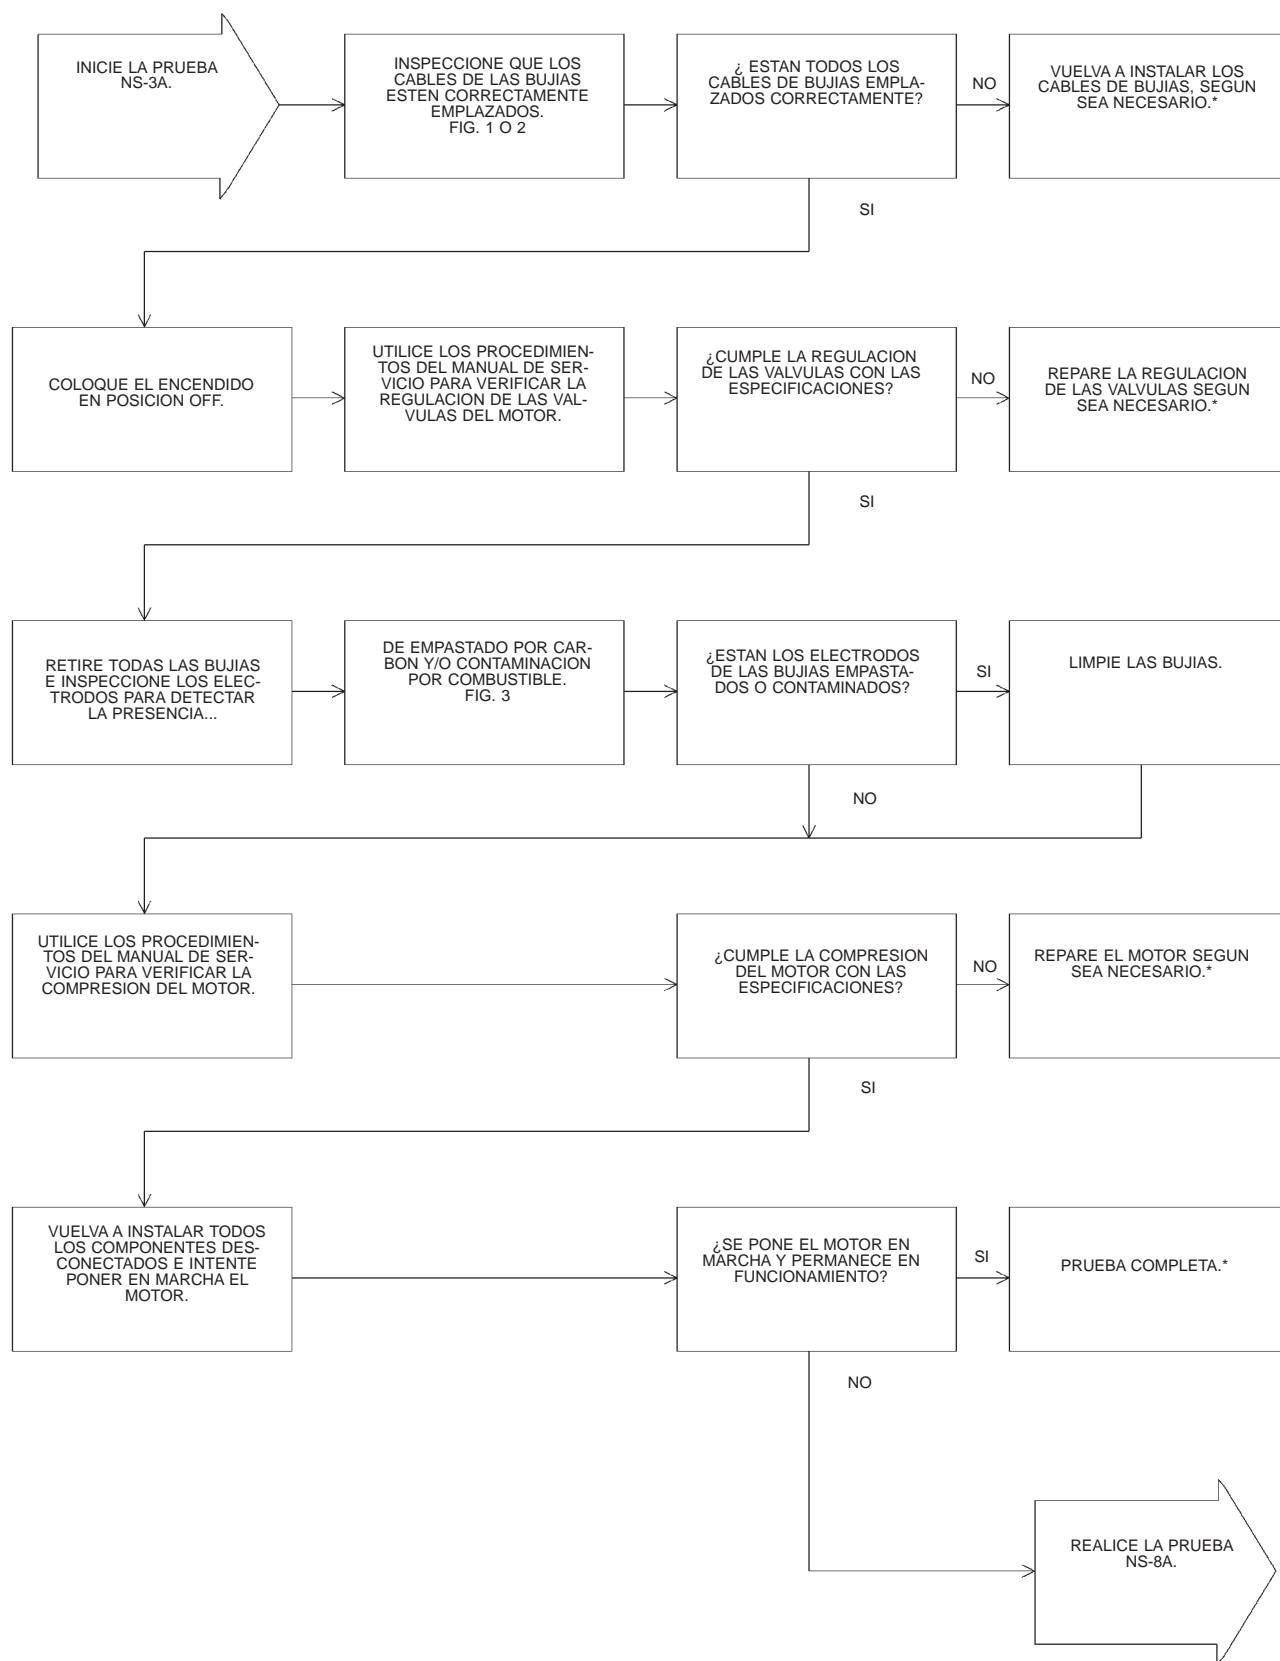 INICIE LA PRUEBA
NS-3A.
INSPECCIONE QUE LOS
CABLES DE LAS BUJIAS
ESTEN CORRECTAMENTE
EMPLAZADOS.
FIG. 1 O 2
¿ ESTAN TODOS LOS
CABLES DE BUJIAS EMPLA-
ZADOS CORRECTAMENTE?
NO
VUELVA A INSTALAR LOS
CABLES DE BUJIAS, SEGUN
SEA NECESARIO.*
SI
COLOQUE EL ENCENDIDO
EN POSICION OFF.
UTILICE LOS PROCEDIMIEN-
TOS DEL MANUAL DE SER-
VICIO PARA VERIFICAR LA
REGULACION DE LAS VAL-
VULAS DEL MOTOR.
¿CUMPLE LA REGULACION
DE LAS VALVULAS CON LAS
ESPECIFICACIONES?
NO
REPARE LA REGULACION
DE LAS VALVULAS SEGUN
SEA NECESARIO.*
SI
RETIRE TODAS LAS BUJIAS
E INSPECCIONE LOS ELEC-
TRODOS PARA DETECTAR
LA PRESENCIA...
DE EMPASTADO POR CAR-
BON Y/O CONTAMINACION
POR COMBUSTIBLE.
FIG. 3
¿ESTAN LOS ELECTRODOS
DE LAS BUJIAS EMPASTA-
DOS O CONTAMINADOS?
SI
LIMPIE LAS BUJIAS.
NO
UTILICE LOS PROCEDIMIEN-
TOS DEL MANUAL DE SER-
VICIO PARA VERIFICAR LA
COMPRESION DEL MOTOR.
¿CUMPLE LA COMPRESION
DEL MOTOR CON LAS
ESPECIFICACIONES?
NO
REPARE EL MOTOR SEGUN
SEA NECESARIO.*
SI
VUELVA A INSTALAR TODOS
LOS COMPONENTES DES-
CONECTADOS E INTENTE
PONER EN MARCHA EL
MOTOR.
¿SE PONE EL MOTOR EN
MARCHA Y PERMANECE EN
FUNCIONAMIENTO?
SI
PRUEBA COMPLETA.*
NO
REALICE LA PRUEBA
NS-8A.